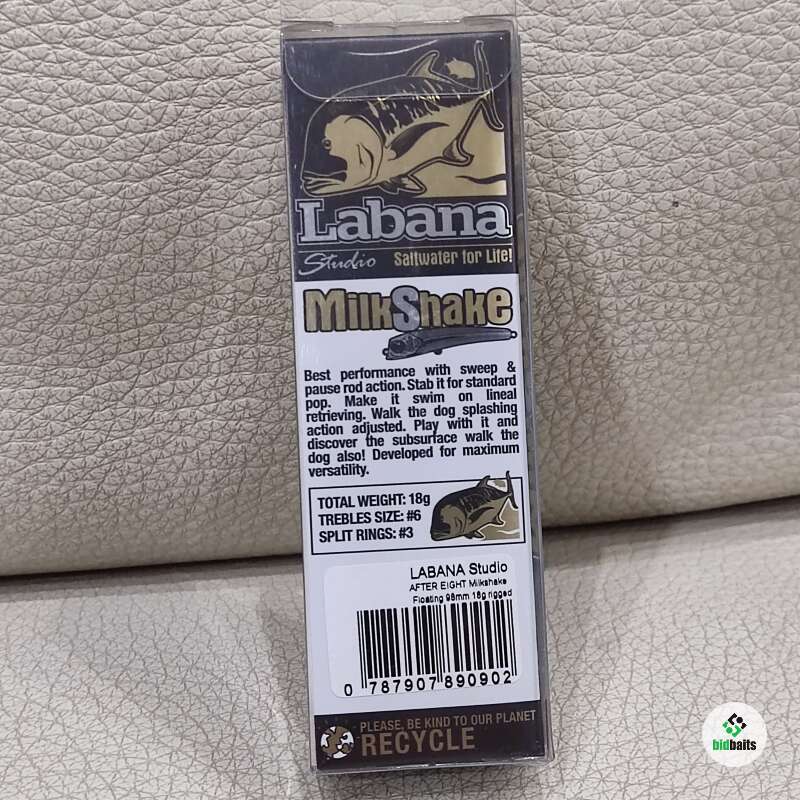 Labana
Studio Saltwater for Life!
MilkShake
Best performance with sweep &
pause rod action. Stab it for standard
pop. Make it swim on lineal
retrieving. Walk the dog splashing
action adjusted. Play with it and
discover the subsurface walk the
dog also! Developed for maximum
versatility.
TOTAL WEIGHT: 18g
TREBLES SIZE: #6
SPLIT RINGS: #3
LABANA Studio
AFTER EIGHT Milkshake
Floating 98mm 18g rigged
0 787907 890902
PLEASE, BE KIND TO OUR PLANET
RECYCLE
bidbaits